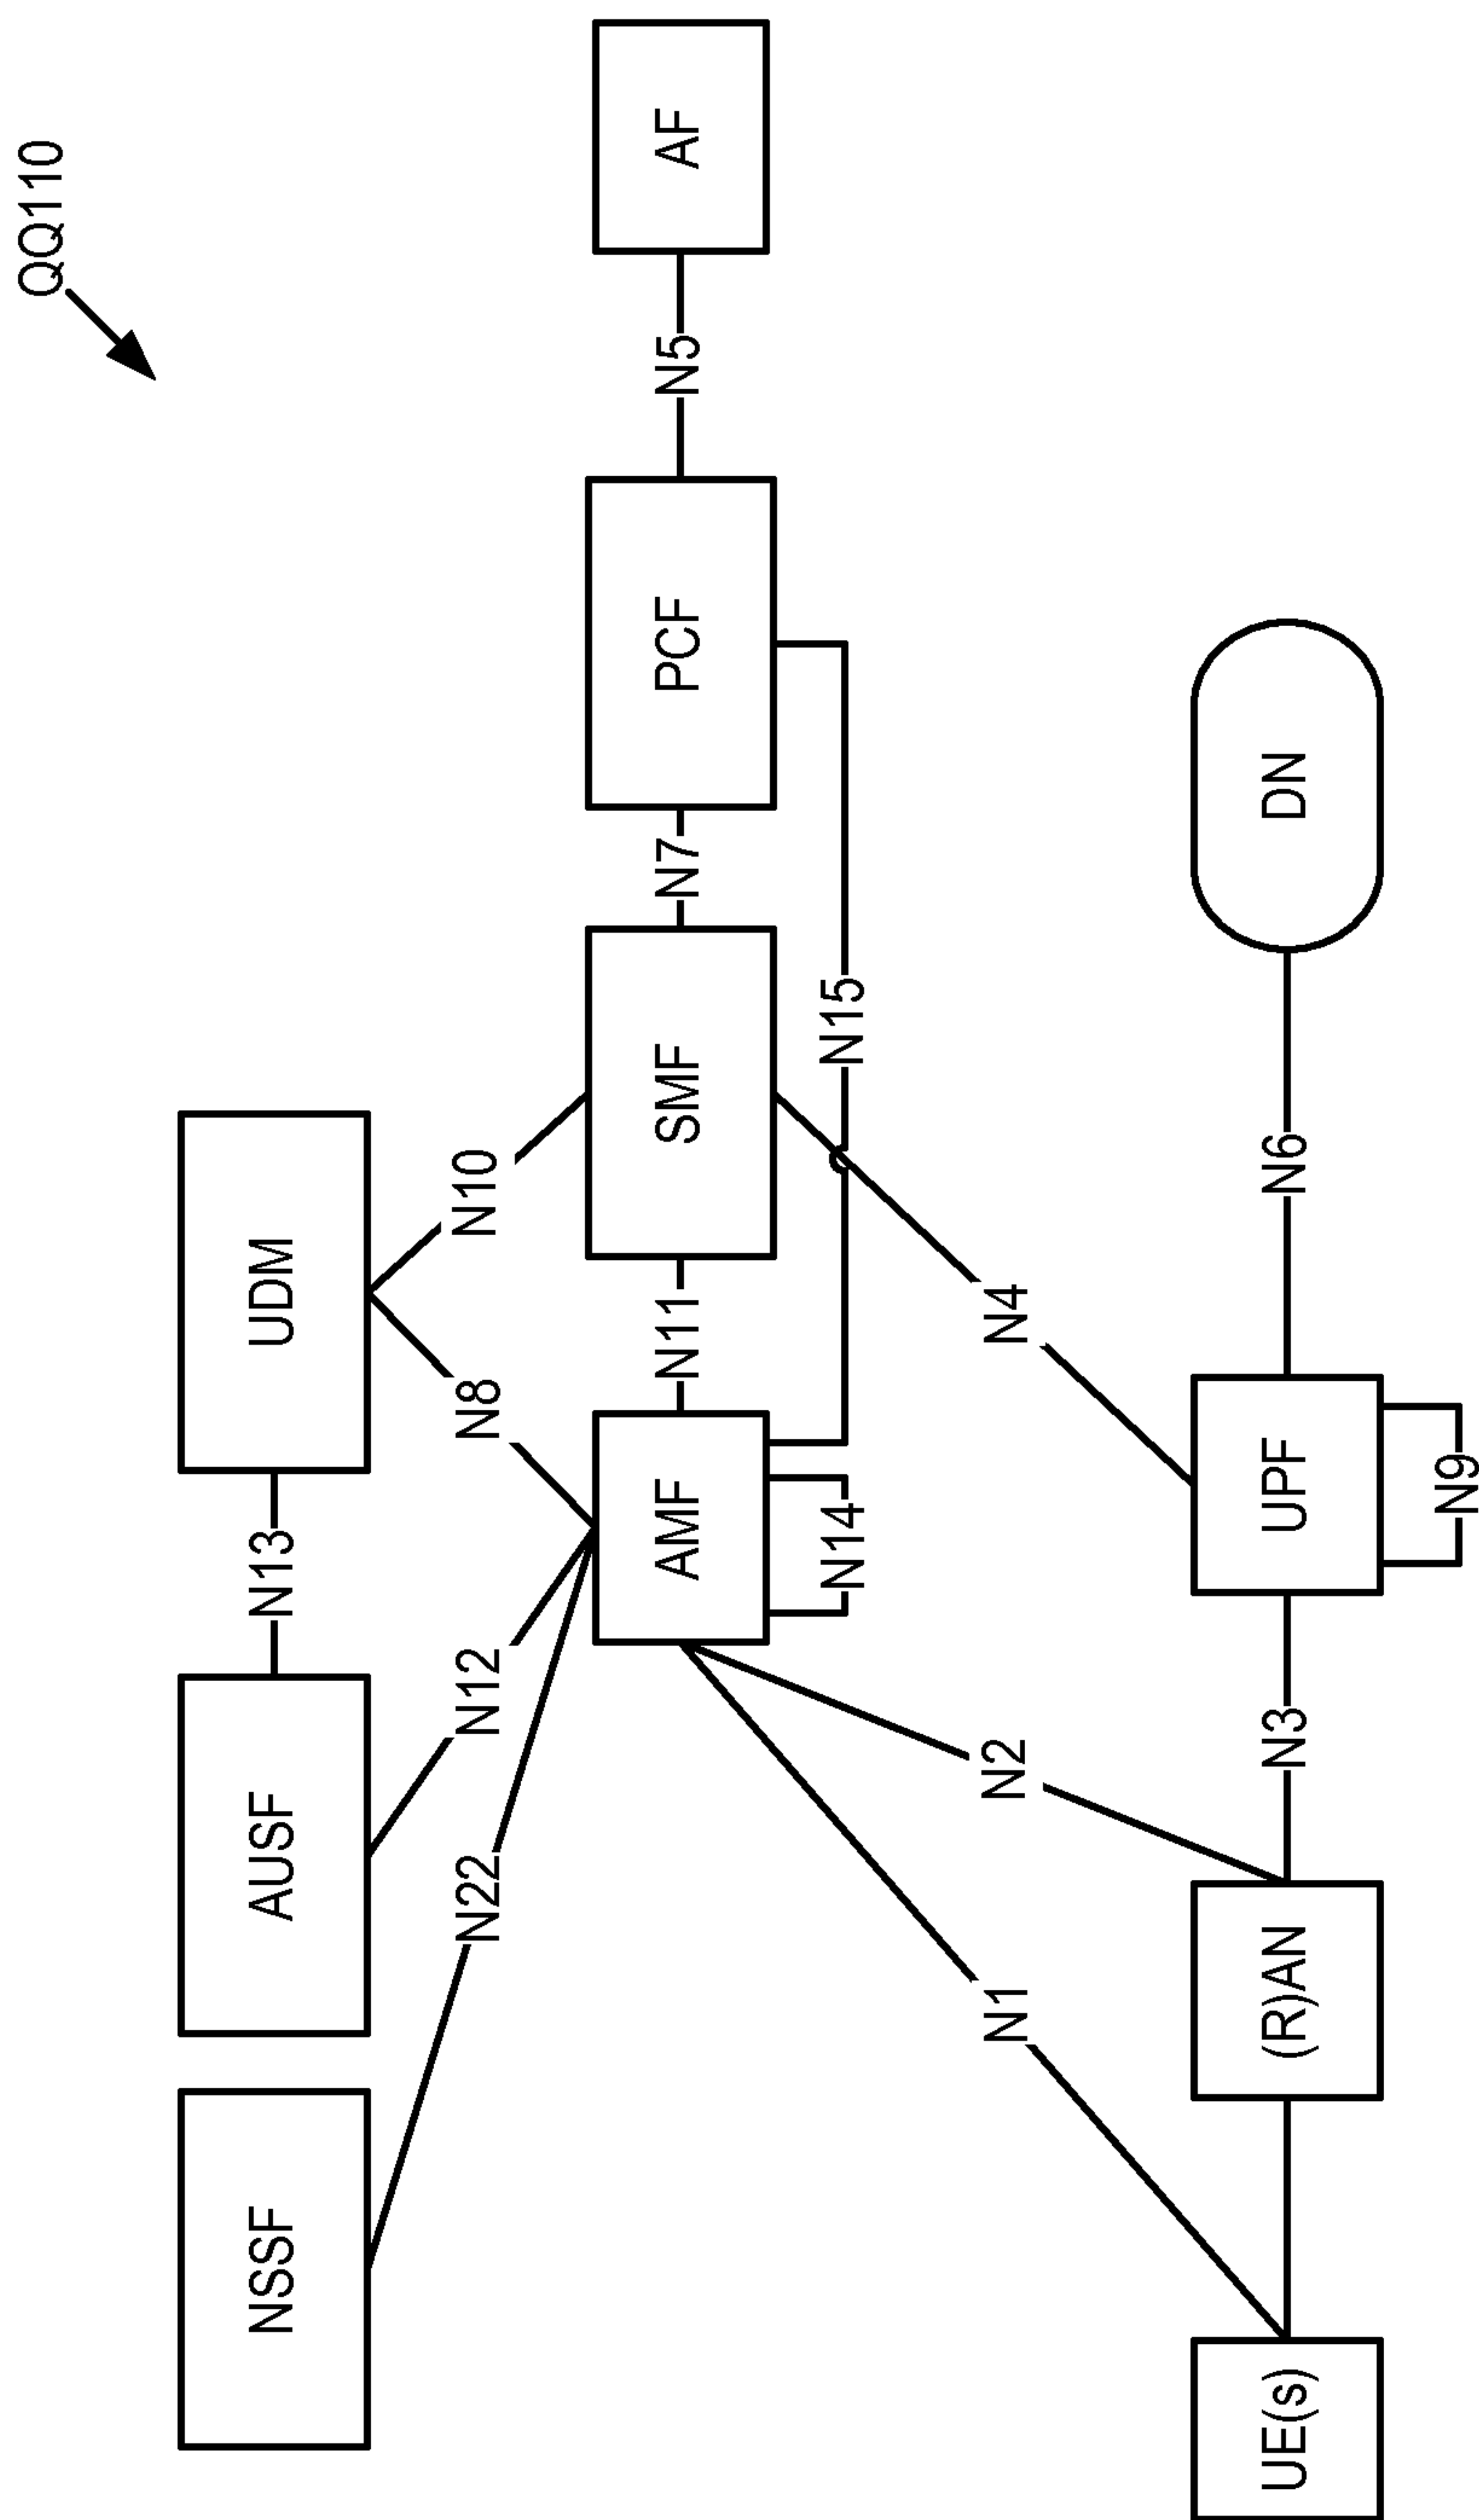 QQ110
NSSF
AUSF
N13
UDM
N22
N12
N8
N10
AMF
N11
SMF
N7
PCF
N5
AF
N14
N15
N1
N2
N4
UE(s)
(R)AN
N3
UPF
N6
DN
N9